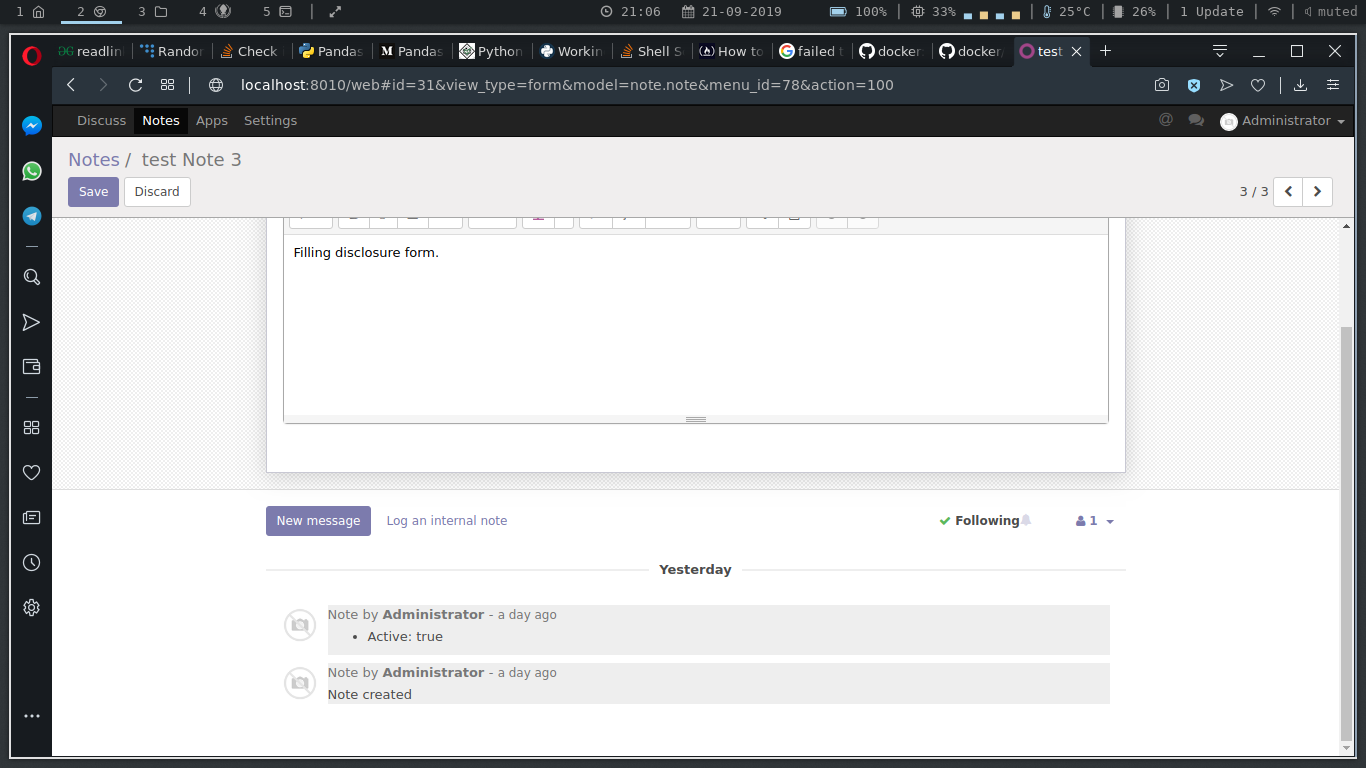 1 2 3 4 5 21:06 21-09-2019 100% 33% 25°C 26% 1 Update muted
readlin Randor Check Pandas Pandas Python Workin Shell S How to failed t docker docker/ test
localhost:8010/web#id=31&view_type=form&model=note.note&menu_id=78&action=100
Discuss Notes Apps Settings @ Administrator
Notes / test Note 3
Save Discard 3 / 3
Filling disclosure form.
New message Log an internal note Following 1
Yesterday
Note by Administrator - a day ago
• Active: true
Note by Administrator - a day ago
Note created